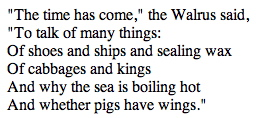 "The time has come," the Walrus said,
"To talk of many things:
Of shoes and ships and sealing wax
Of cabbages and kings
And why the sea is boiling hot
And whether pigs have wings."